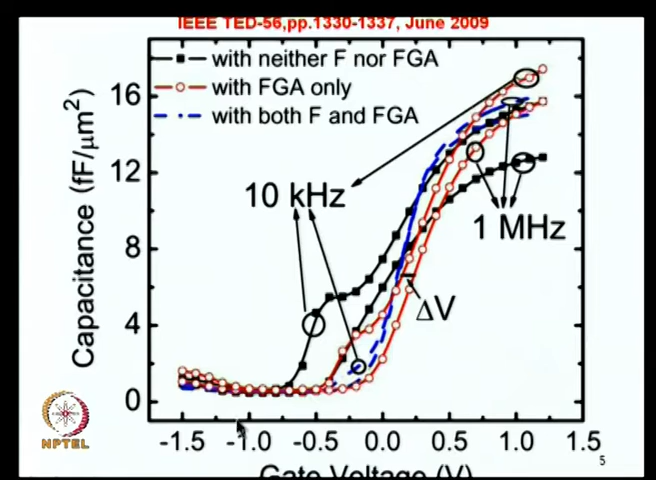 IEEE TED-56,pp.1330-1337, June 2009
with neither F nor FGA
with FGA only
with both F and FGA
Capacitance (fF/μm²)
16
12
8
4
0
10 kHz
1 MHz
ΔV
-1.5 -1.0 -0.5 0.0 0.5 1.0 1.5
Gate Voltage (V)
5
NPTEL